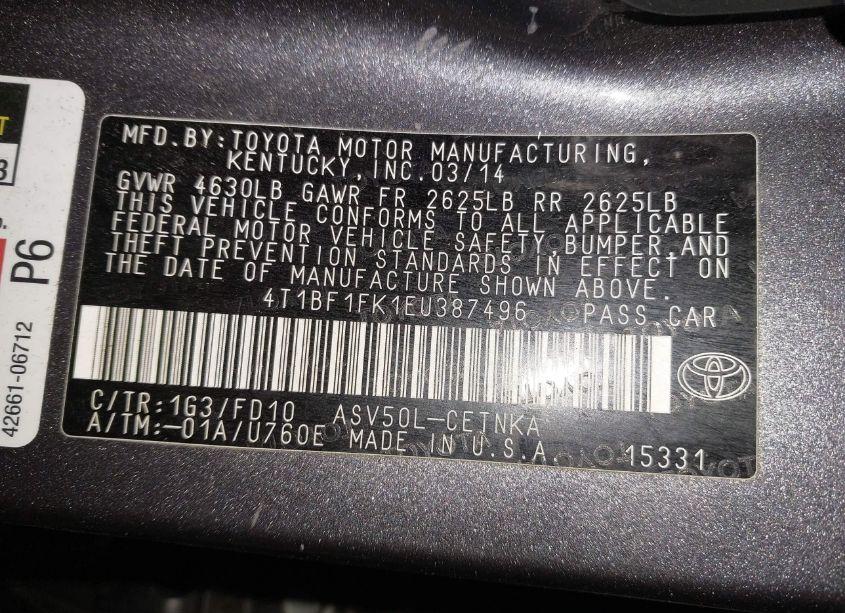 MFD.BY:TOYOTA MOTOR MANUFACTURING,
KENTUCKY, INC.03/14
GVWR 4630LB GAWR FR 2625LB RR 2625LB
THIS VEHICLE CONFORMS TO ALL APPLICABLE
FEDERAL MOTOR VEHICLE SAFETY,BUMPER,AND
THEFT PREVENTION STANDARDS IN EFFECT ON
THE DATE OF MANUFACTURE SHOWN ABOVE.
4T1BF1FK1EU387496 PASS.CAR
C/TR:1G3/FD10 ASV50L-CETNKA
A/TM:-01A/U760E MADE IN U.S.A. 15331
P6
42661-06712